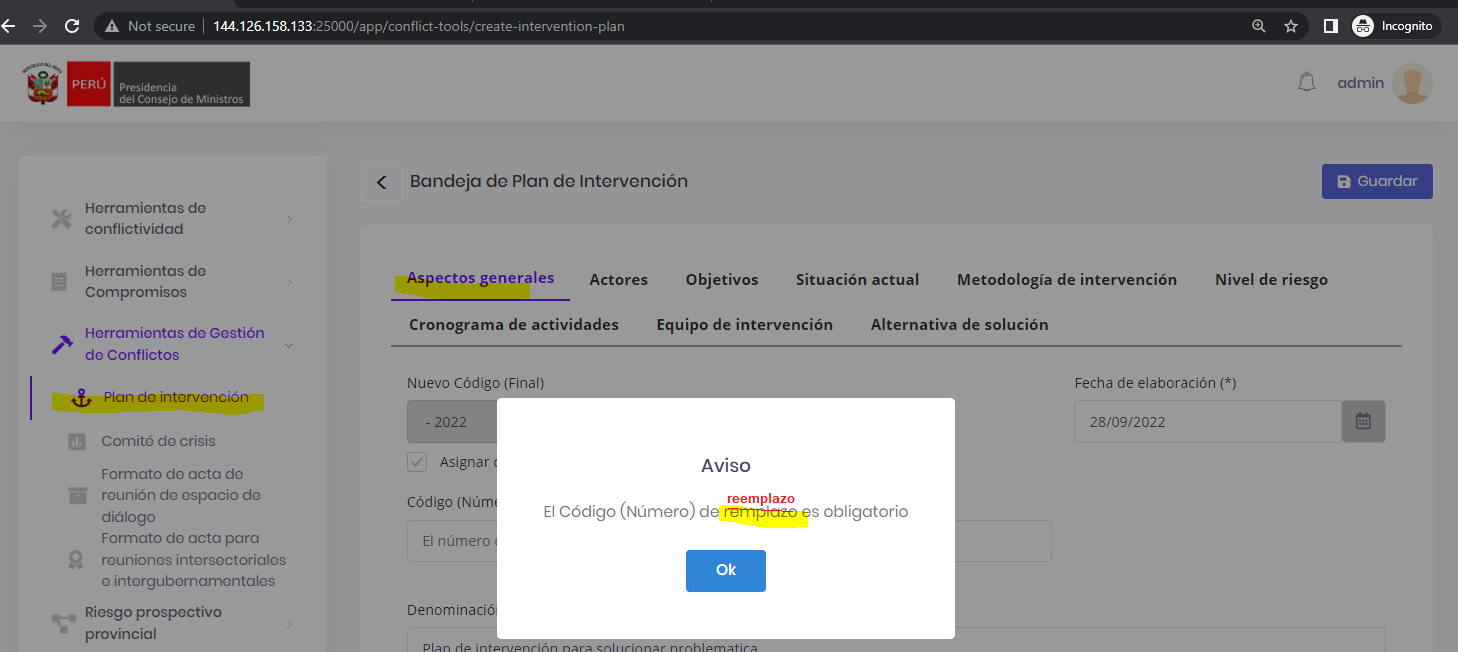 Not secure 144.126.158.133:25000/app/conflict-tools/create-intervention-plan Incognito
PERÚ
Presidencia
del Consejo de Ministros
admin
Herramientas de
conflictividad
Herramientas de
Compromisos
Herramientas de Gestión
de Conflictos
Plan de intervención
Comité de crisis
Formato de acta de
reunión de espacio de
diálogo
Formato de acta para
reuniones intersectoriales
e intergubernamentales
Riesgo prospectivo
provincial
Bandeja de Plan de Intervención
Guardar
Aspectos generales Actores Objetivos Situación actual Metodología de intervención Nivel de riesgo
Cronograma de actividades Equipo de intervención Alternativa de solución
Nuevo Código (Final) Fecha de elaboración (*)
- 2022 28/09/2022
Asignar
Código (Núme
El número
Denominación
Plan de intervención para solucionar problematica
Aviso
reemplazo
El Código (Número) de remplazo es obligatorio
Ok